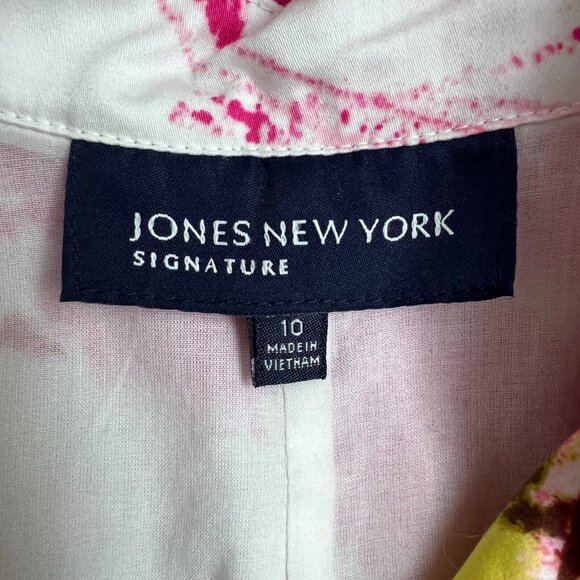 JONES NEW YORK
SIGNATURE
10
MADE IN
VIETNAM